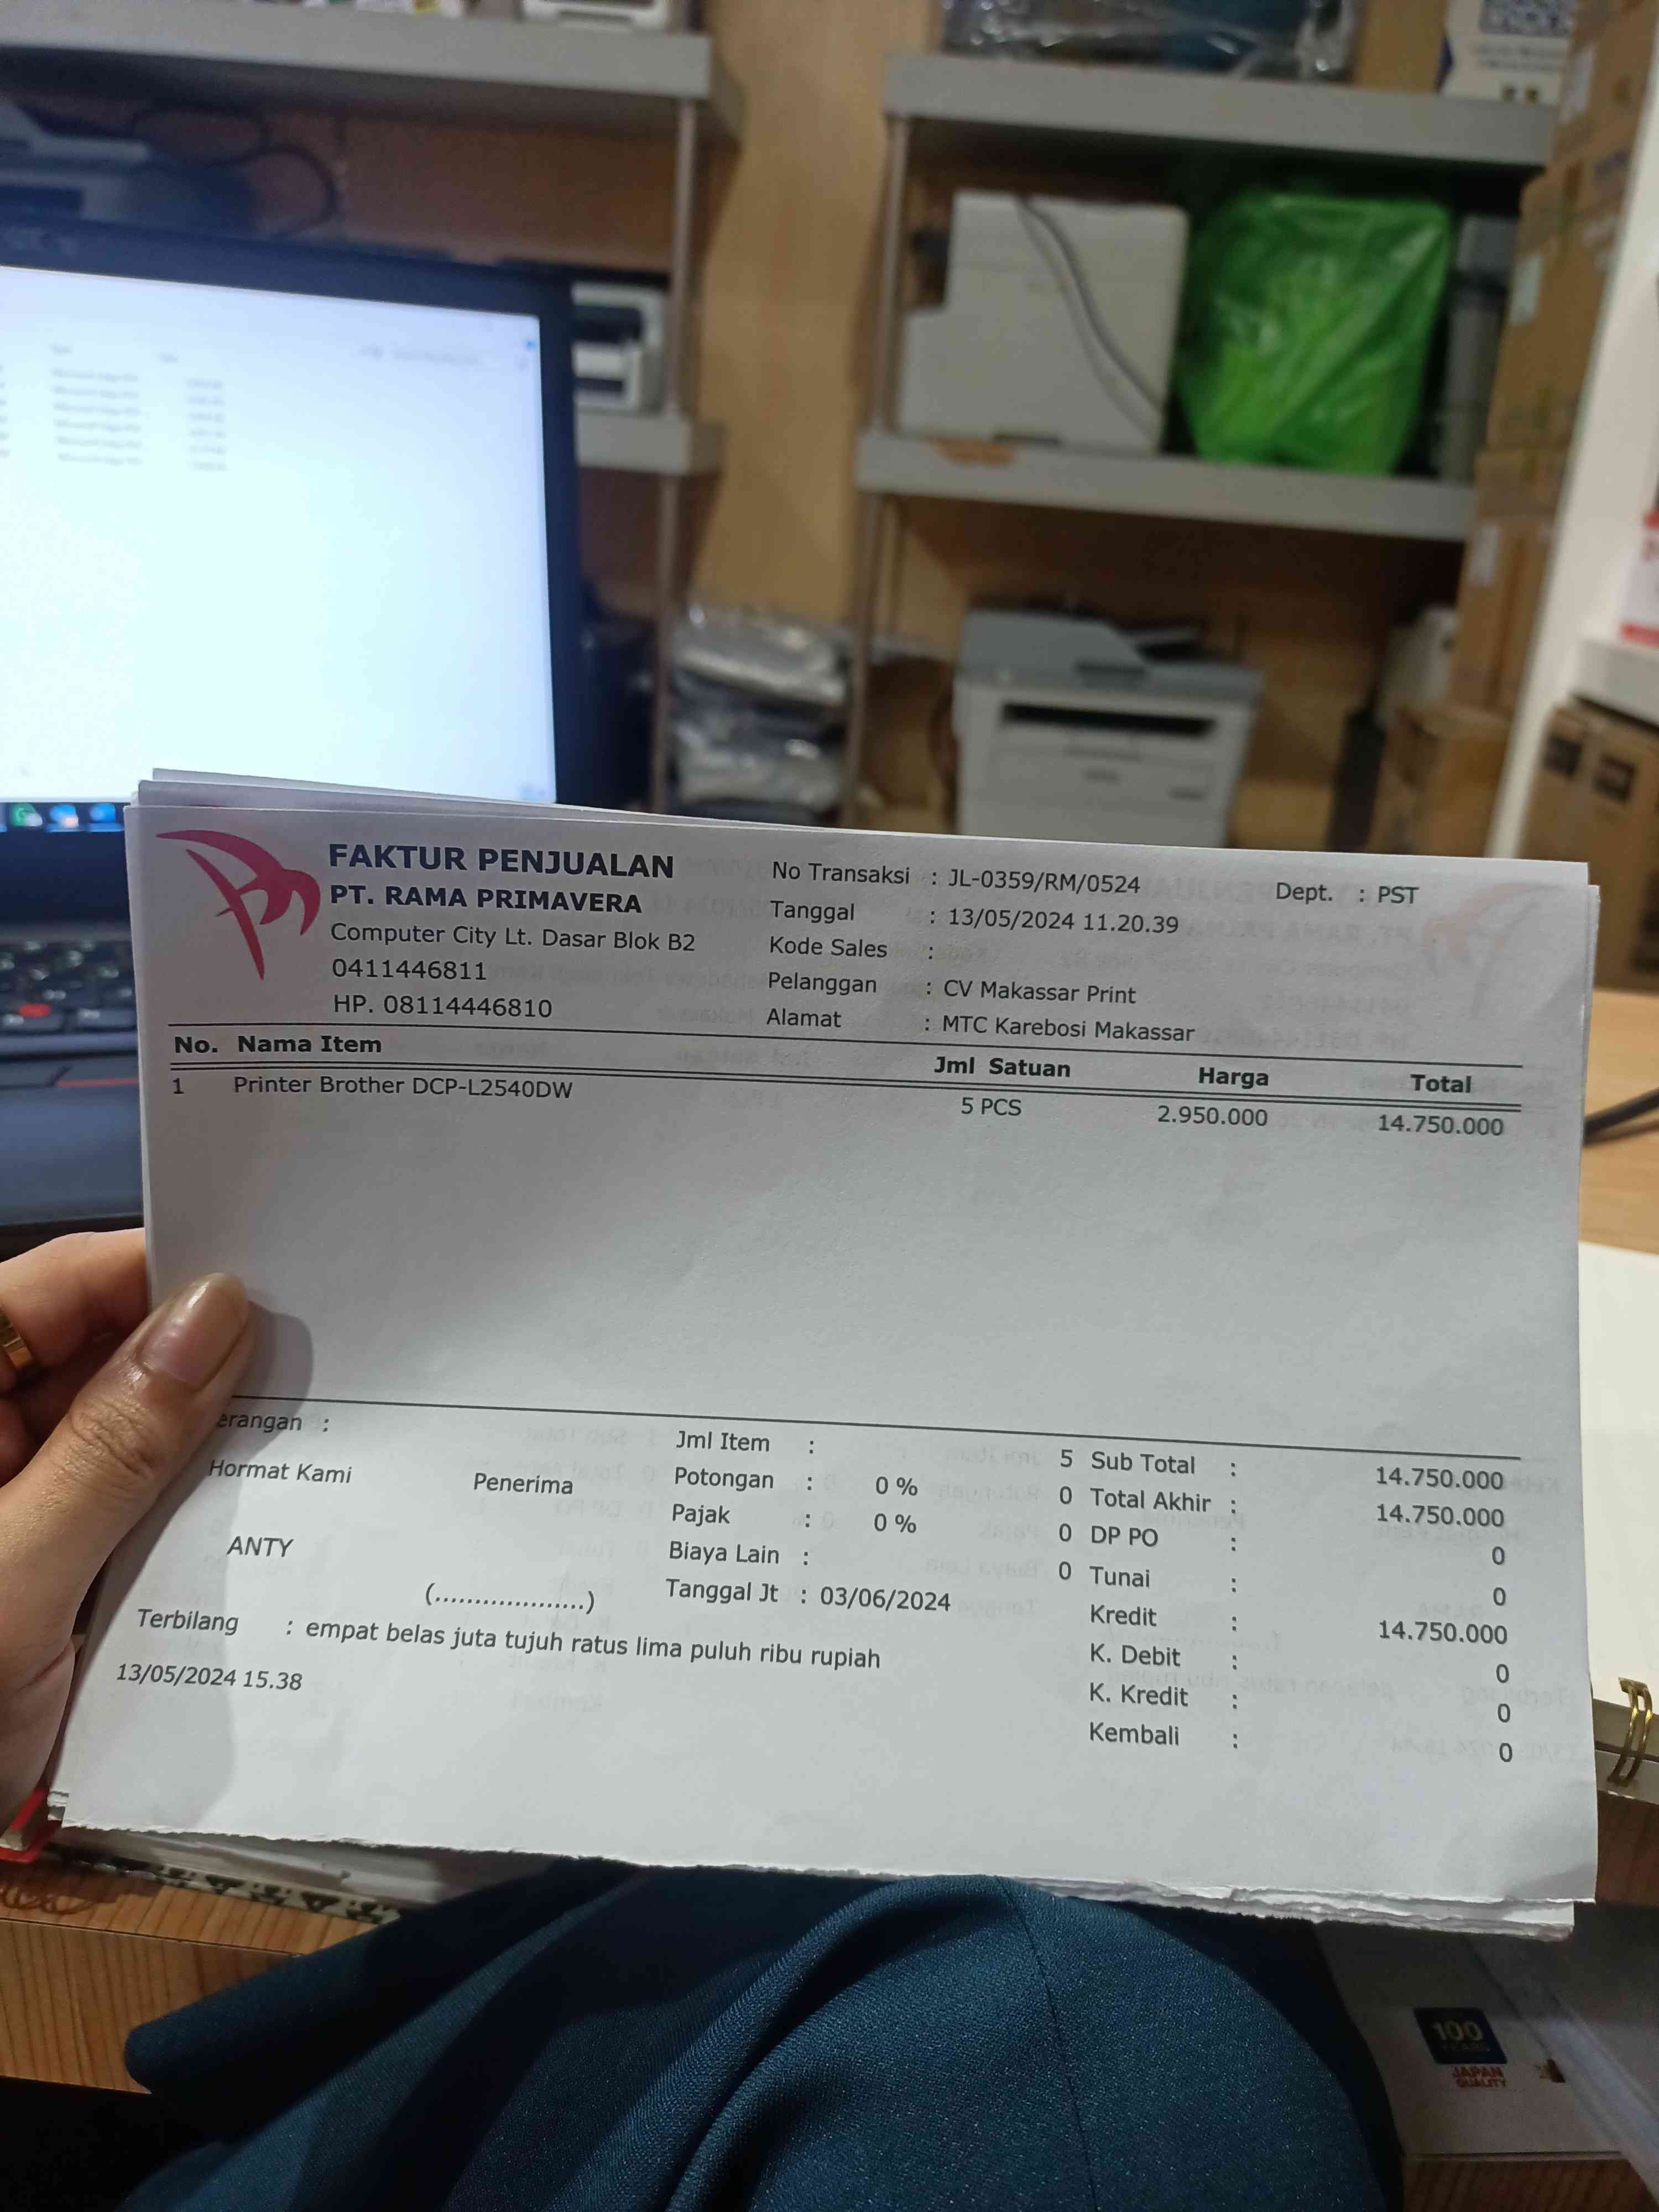 FAKTUR PENJUALAN
PT. RAMA PRIMAVERA
Computer City Lt. Dasar Blok B2
0411446811
HP. 08114446810
No Transaksi : JL-0359/RM/0524
Dept. : PST
Tanggal : 13/05/2024 11.20.39
Kode Sales :
Pelanggan : CV Makassar Print
Alamat : MTC Karebosi Makassar
No. Nama Item Jml Satuan Harga Total
1 Printer Brother DCP-L2540DW 5 PCS 2.950.000 14.750.000
erangan :
Hormat Kami
Penerima
ANTY
(...................)
Jml Item : 5
Potongan : 0 % 0
Pajak : 0 % 0
Biaya Lain : 0
Tanggal Jt : 03/06/2024
Sub Total : 14.750.000
Total Akhir : 14.750.000
DP PO : 0
Tunai : 0
Kredit : 14.750.000
K. Debit : 0
K. Kredit : 0
Kembali : 0
Terbilang : empat belas juta tujuh ratus lima puluh ribu rupiah
13/05/2024 15.38
100
YEARS
JAPAN
QUALITY